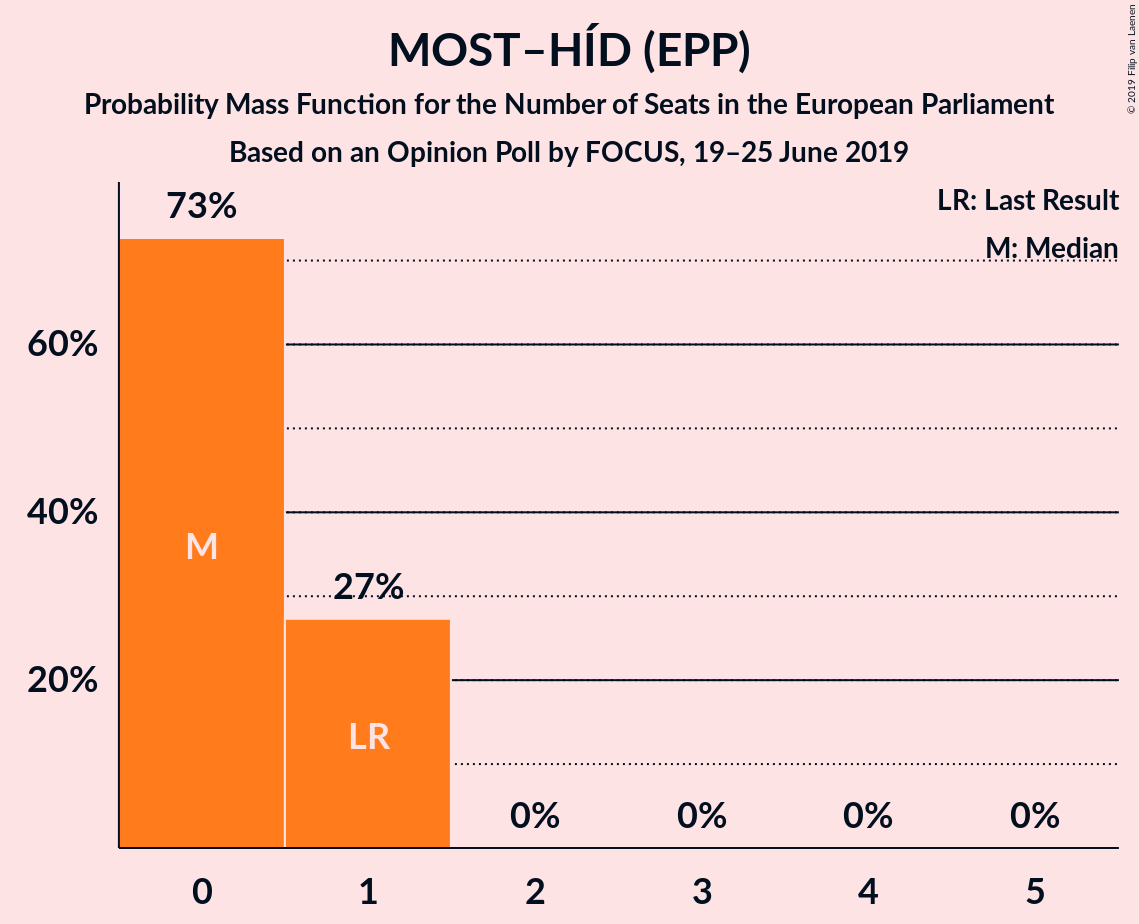 MOST–HÍD (EPP)
Probability Mass Function for the Number of Seats in the European Parliament
Based on an Opinion Poll by FOCUS, 19–25 June 2019
© 2019 Filip van Laenen
LR: Last Result
M: Median
73%
60%
40%
20%
M
27%
LR
0% 0% 0% 0%
0 1 2 3 4 5